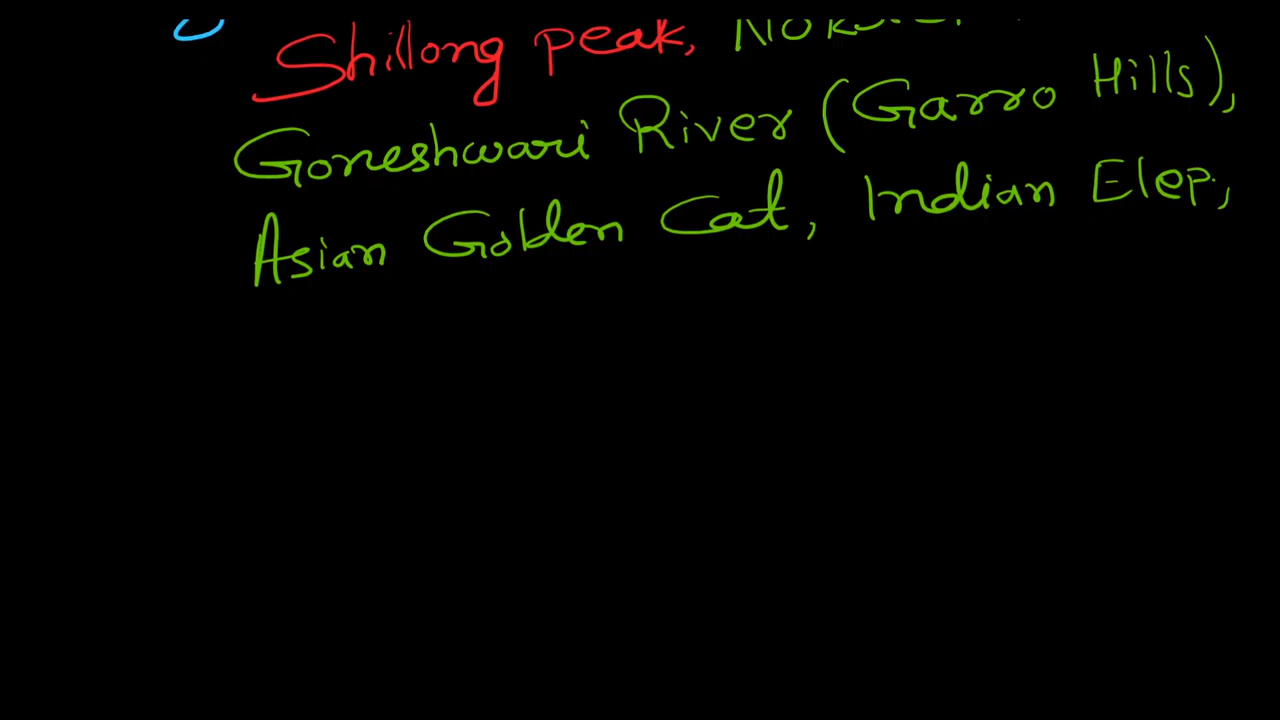 Shillong peak,
Goneshwari River (Garro Hills),
Asian Golden Cat, Indian Elep.,